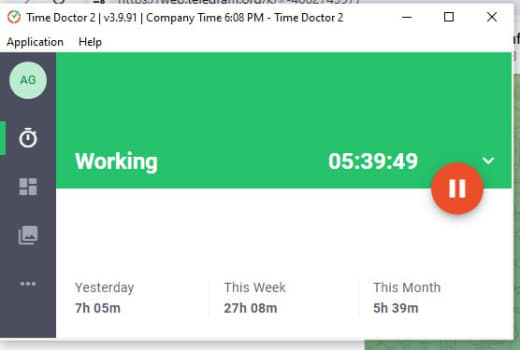 Time Doctor 2 | v3.9.91 | Company Time 6:08 PM - Time Doctor 2
Application Help
AG
Working 05:39:49
Yesterday This Week This Month
7h 05m 27h 08m 5h 39m